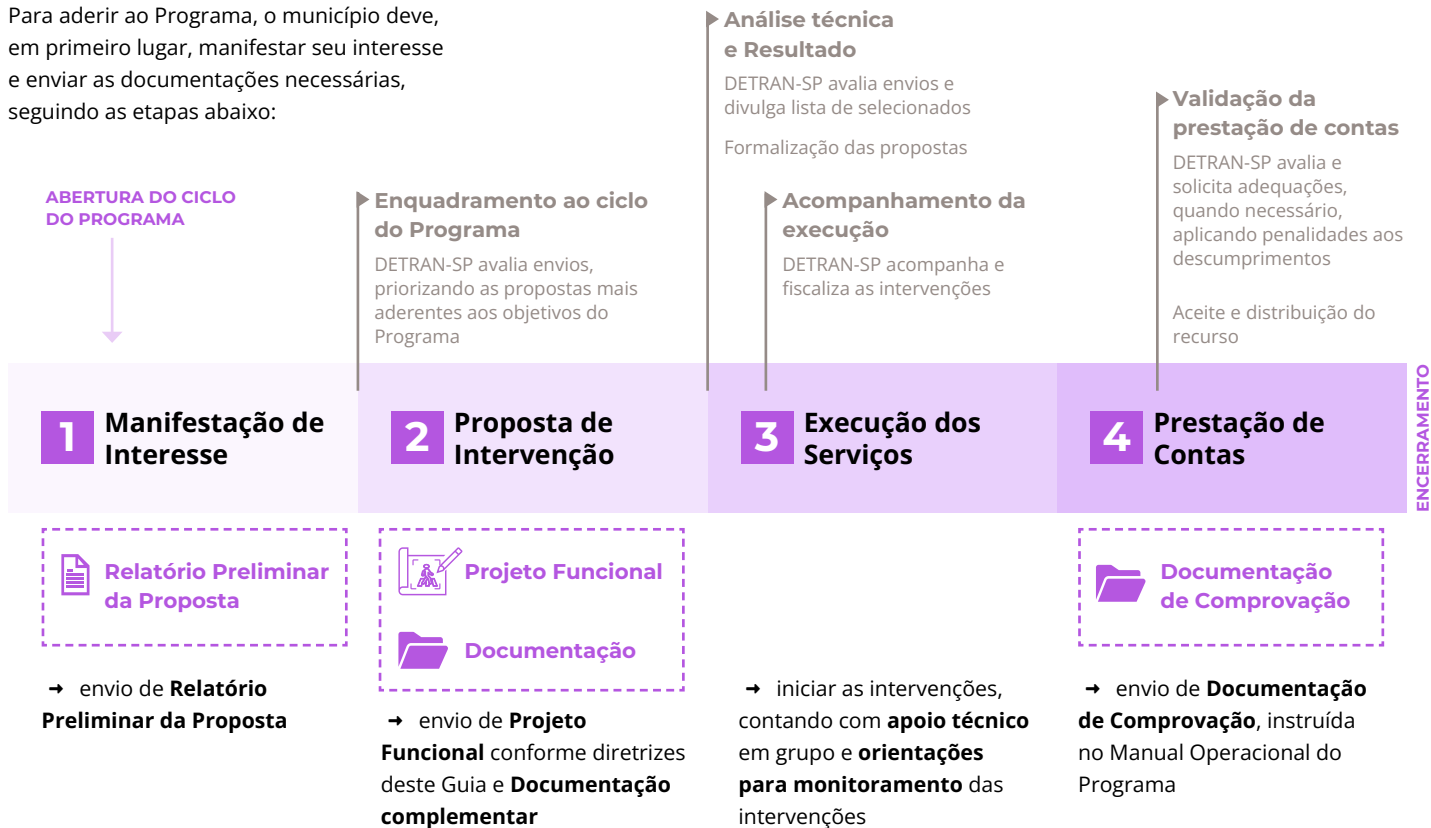 Para aderir ao Programa, o município deve,
em primeiro lugar, manifestar seu interesse
e enviar as documentações necessárias,
seguindo as etapas abaixo:
ABERTURA DO CICLO
DO PROGRAMA
Enquadramento ao ciclo
do Programa
DETRAN-SP avalia envios,
priorizando as propostas mais
aderentes aos objetivos do
Programa
Análise técnica
e Resultado
DETRAN-SP avalia envios e
divulga lista de selecionados
Formalização das propostas
Acompanhamento da
execução
DETRAN-SP acompanha e
fiscaliza as intervenções
Validação da
prestação de contas
DETRAN-SP avalia e
solicita adequações,
quando necessário,
aplicando penalidades aos
descumprimentos
Aceite e distribuição do
recurso
1 Manifestação de
Interesse
2 Proposta de
Intervenção
3 Execução dos
Serviços
4 Prestação de
Contas
ENCERRAMENTO
Relatório Preliminar
da Proposta
➞ envio de Relatório
Preliminar da Proposta
Projeto Funcional
Documentação
➞ envio de Projeto
Funcional conforme diretrizes
deste Guia e Documentação
complementar
➞ iniciar as intervenções,
contando com apoio técnico
em grupo e orientações
para monitoramento das
intervenções
Documentação
de Comprovação
➞ envio de Documentação
de Comprovação, instruída
no Manual Operacional do
Programa